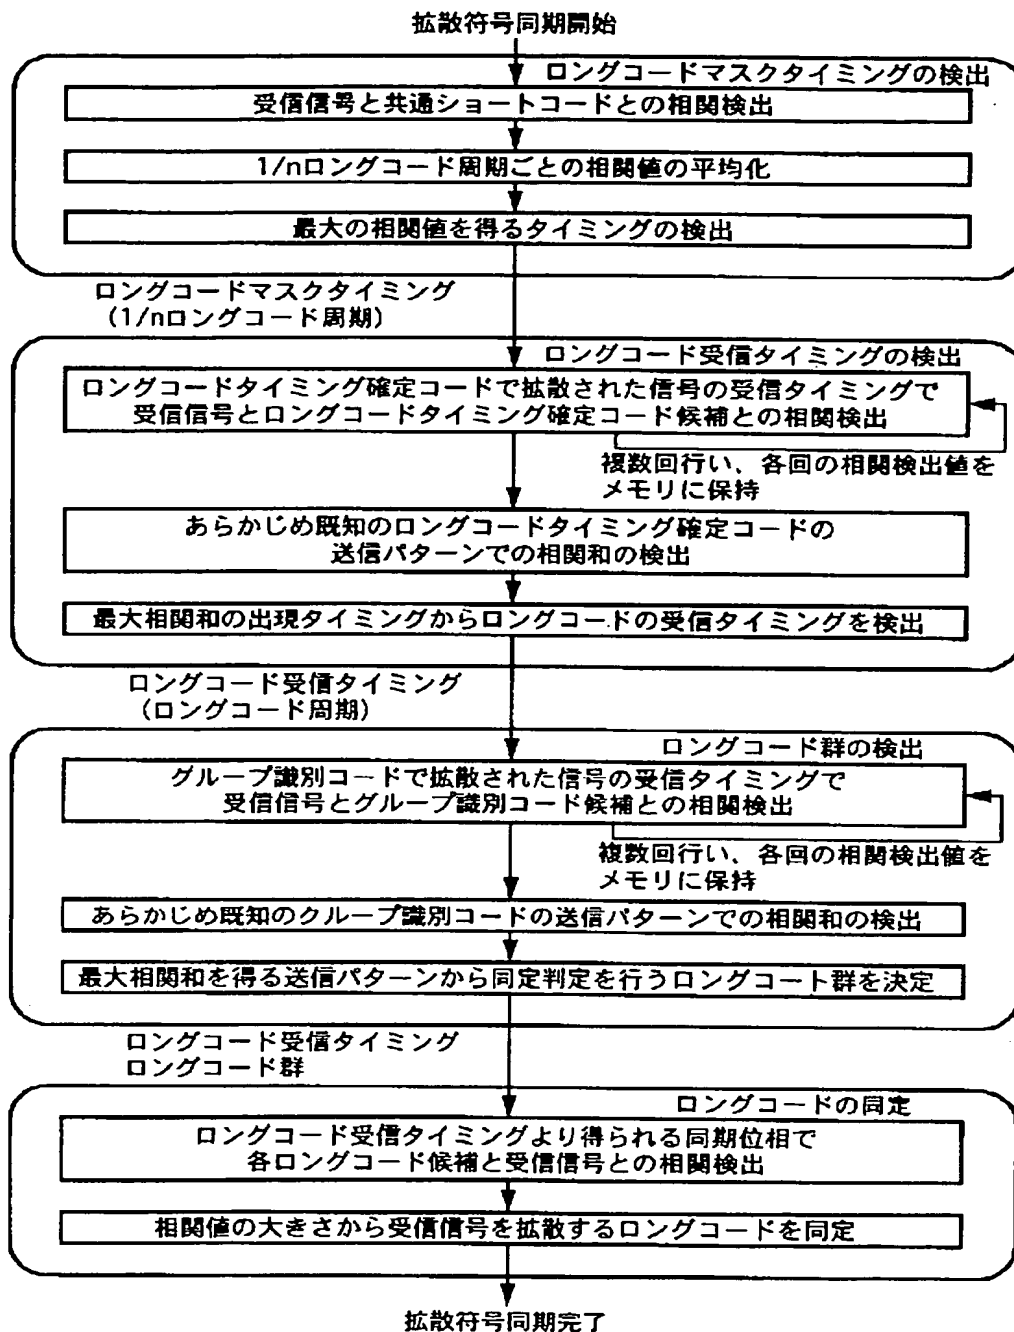 拡散符号同期開始
ロングコードマスクタイミングの検出
受信信号と共通ショートコードとの相関検出
1/nロングコード周期ごとの相関値の平均化
最大の相関値を得るタイミングの検出
ロングコードマスクタイミング
(1/nロングコード周期)
ロングコード受信タイミングの検出
ロングコードタイミング確定コードで拡散された信号の受信タイミングで
受信信号とロングコードタイミング確定コード候補との相関検出
複数回行い、各回の相関検出値を
メモリに保持
あらかじめ既知のロングコードタイミング確定コードの
送信パターンでの相関和の検出
最大相関和の出現タイミングからロングコードの受信タイミングを検出
ロングコード受信タイミング
(ロングコード周期)
ロングコード群の検出
グループ識別コードで拡散された信号の受信タイミングで
受信信号とグループ識別コード候補との相関検出
複数回行い、各回の相関検出値を
メモリに保持
あらかじめ既知のクループ識別コードの送信パターンでの相関和の検出
最大相関和を得る送信パターンから同定判定を行うロングコート群を決定
ロングコード受信タイミング
ロングコード群
ロングコードの同定
ロングコード受信タイミングより得られる同期位相で
各ロングコード候補と受信信号との相関検出
相関値の大きさから受信信号を拡散するロングコードを同定
拡散符号同期完了